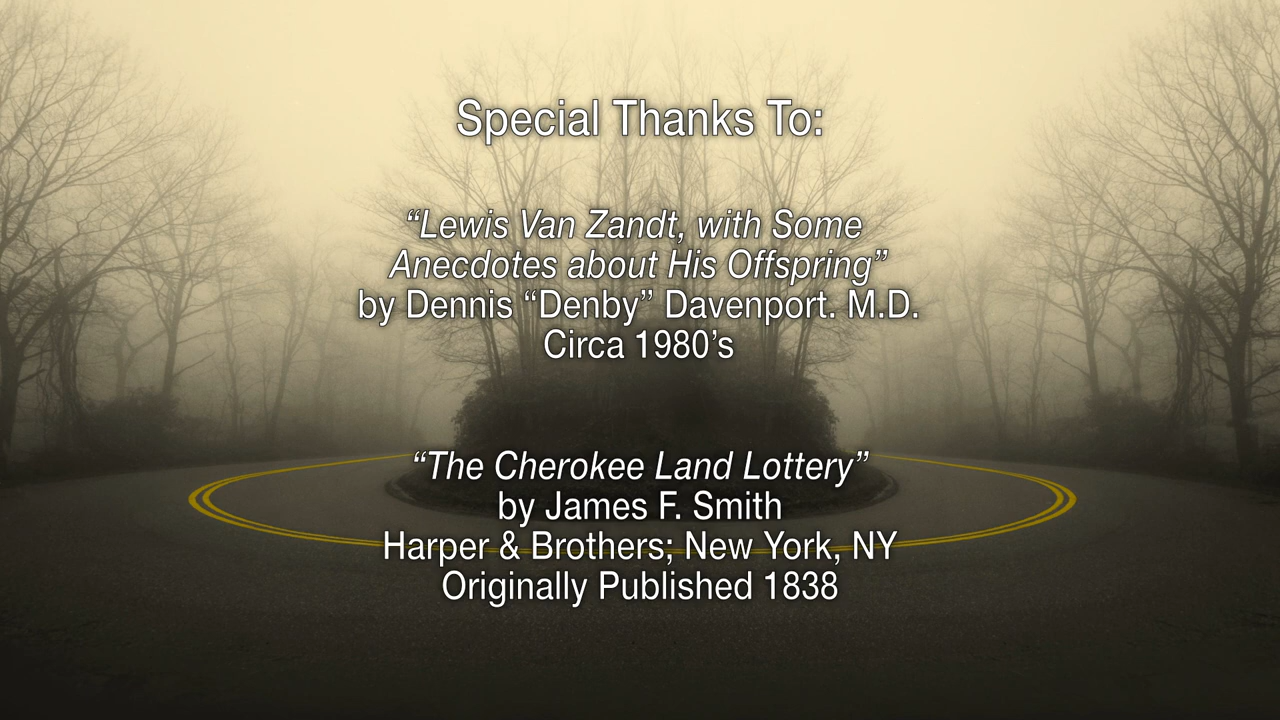 Special Thanks To:
“Lewis Van Zandt, with Some
Anecdotes about His Offspring”
by Dennis “Denby” Davenport. M.D.
Circa 1980’s
“The Cherokee Land Lottery”
by James F. Smith
Harper & Brothers; New York, NY
Originally Published 1838